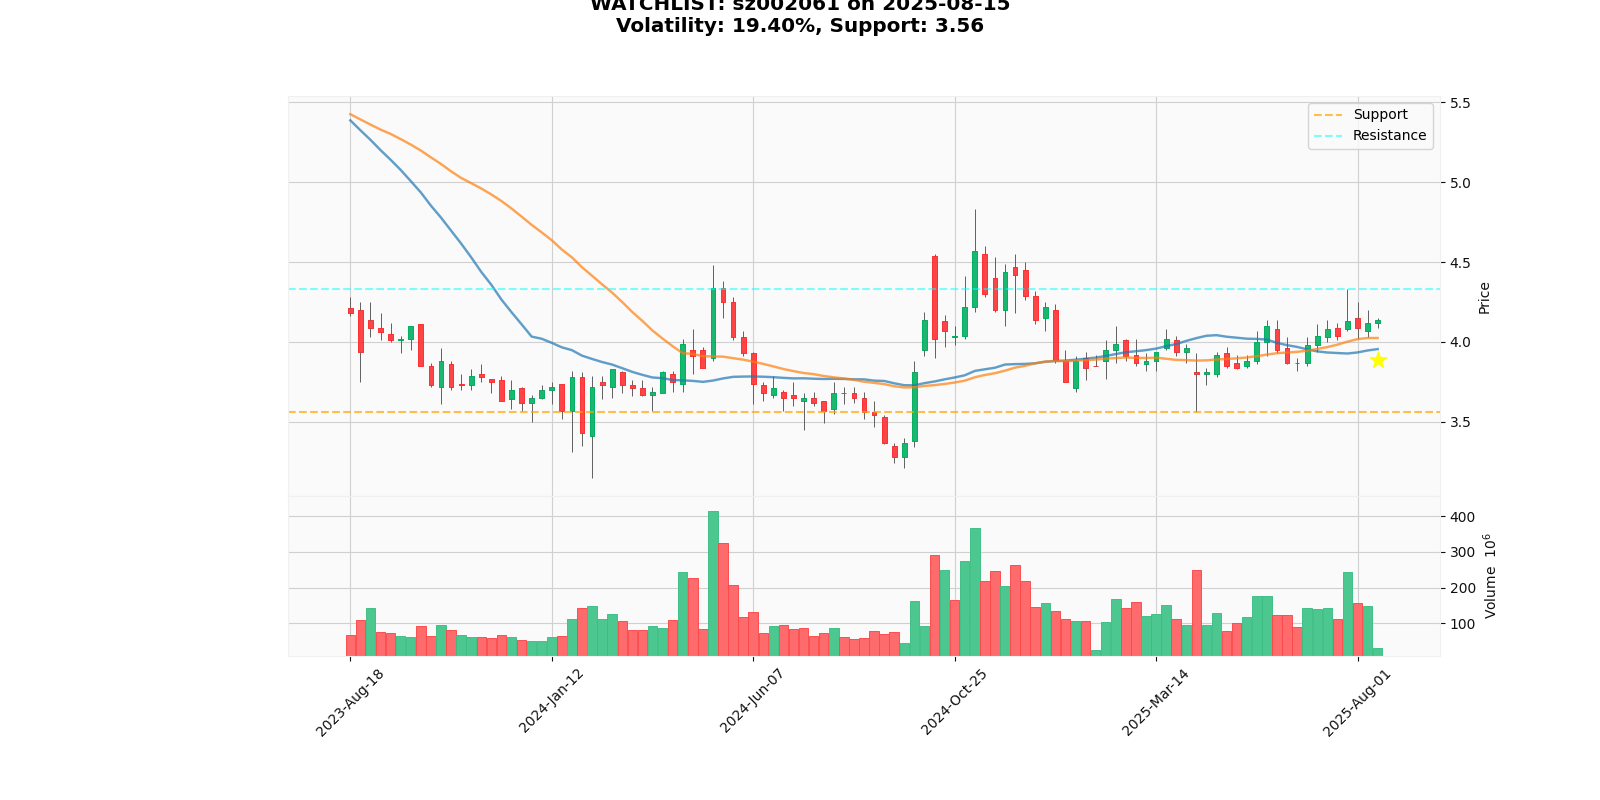 WATCHLIST: sz002061 on 2025-08-15
Volatility: 19.40%, Support: 3.56
Support
Resistance
5.5
5.0
4.5
4.0
3.5
Price
400
300
200
100
Volume 10⁶
2023-Aug-18
2024-Jan-12
2024-Jun-07
2024-Oct-25
2025-Mar-14
2025-Aug-01